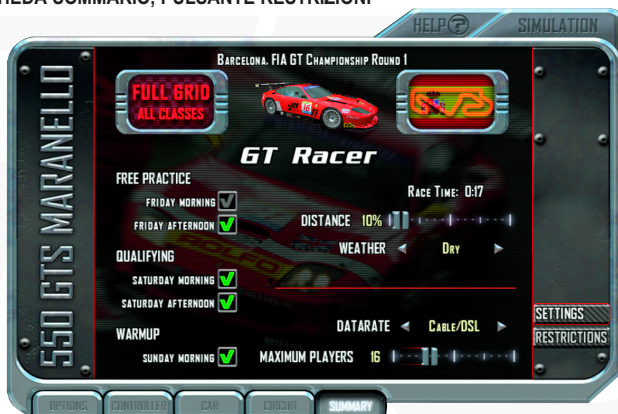 HEDA SOMMARIO, PULSANTE RESTRIZIONI
HELP? SIMULATION
BARCELONA. FIA GT CHAMPIONSHIP ROUND 1
550 GTS MARANELLO
FULL GRID
ALL CLASSES
GT Racer
FREE PRACTICE
FRIDAY MORNING
FRIDAY AFTERNOON
RACE TIME: 0:17
DISTANCE 10%
WEATHER DRY
QUALIFYING
SATURDAY MORNING
SATURDAY AFTERNOON
WARMUP
SUNDAY MORNING
DATARATE CABLE/DSL
MAXIMUM PLAYERS 16
SETTINGS
RESTRICTIONS
OPTIONS CONTROLLER CAR CIRCUIT SUMMARY